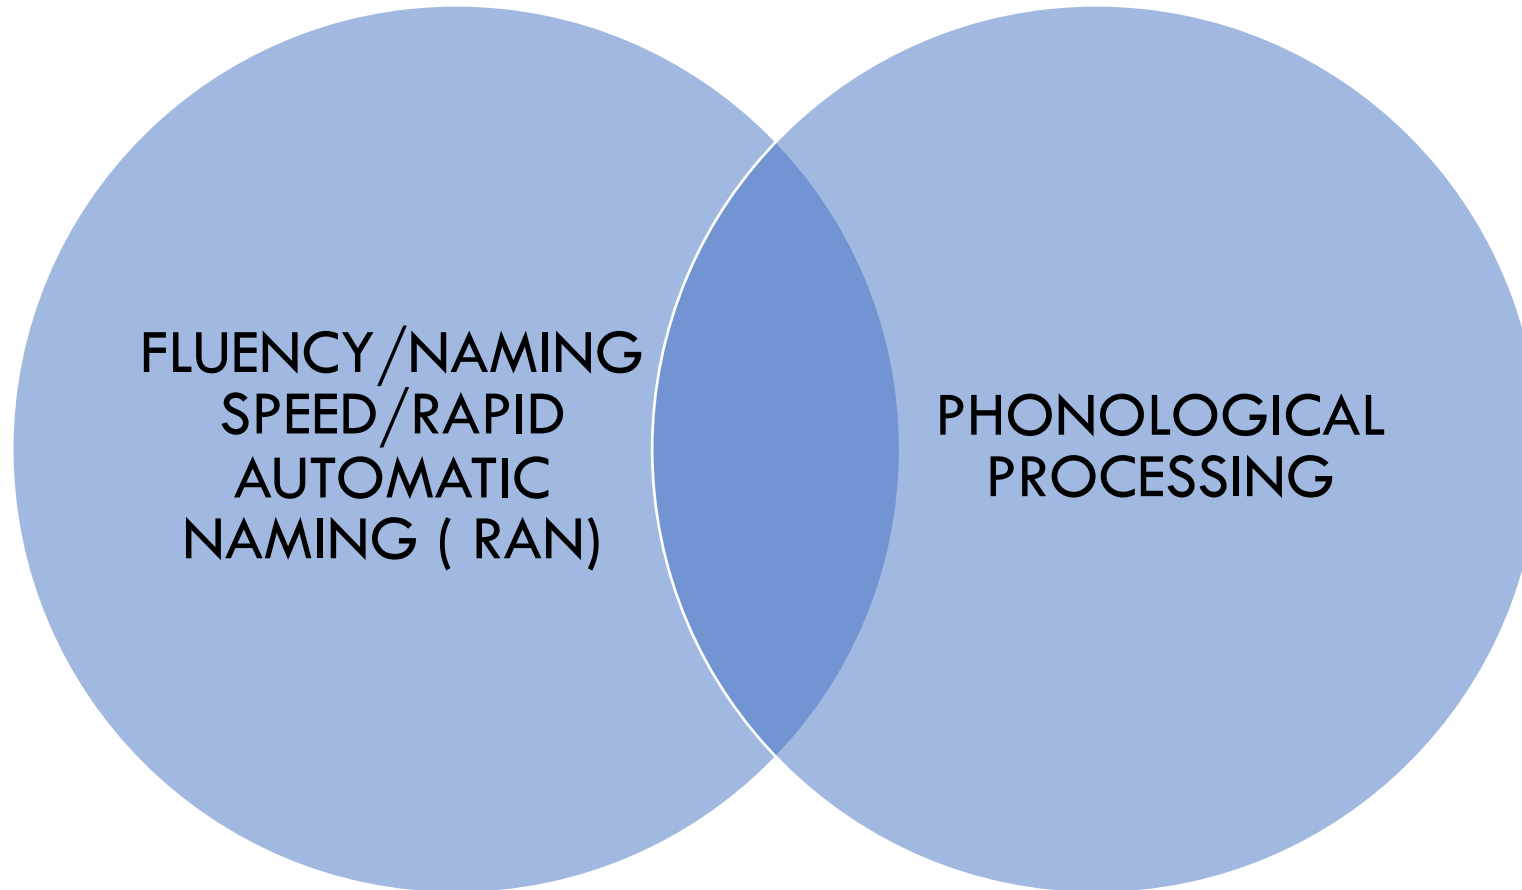 FLUENCY/NAMING
SPEED/RAPID
AUTOMATIC
NAMING ( RAN)
PHONOLOGICAL
PROCESSING